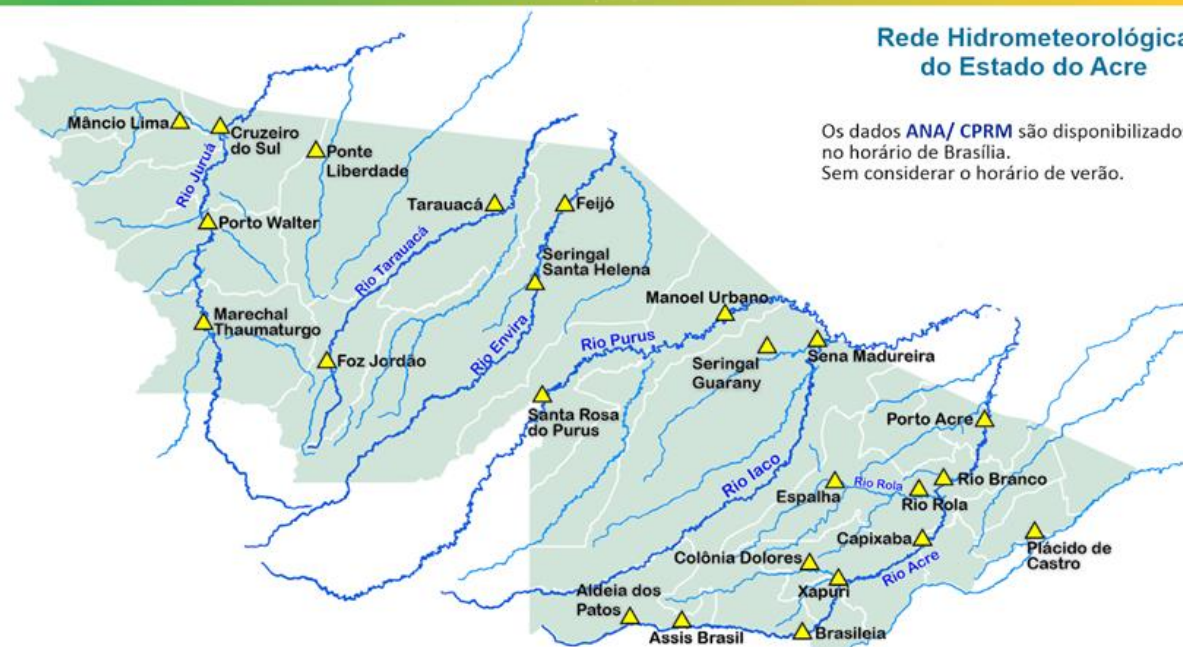 Rede Hidrometeorológica
do Estado do Acre
Os dados ANA/ CPRM são disponibilizados
no horário de Brasília.
Sem considerar o horário de verão.
Mâncio Lima
Cruzeiro
do Sul
Ponte
Liberdade
Rio Juruá
Porto Walter
Tarauacá
Feijó
Rio Tarauacá
Seringal
Santa Helena
Marechal
Thaumaturgo
Foz Jordão
Rio Envira
Manoel Urbano
Rio Purus
Seringal
Guarany
Sena Madureira
Santa Rosa
do Purus
Porto Acre
Rio Iaco
Espalha
Rio Rola
Rio Rola
Rio Branco
Capixaba
Plácido de
Castro
Colônia Dolores
Rio Acre
Xapuri
Aldeia dos
Patos
Assis Brasil
Brasileia